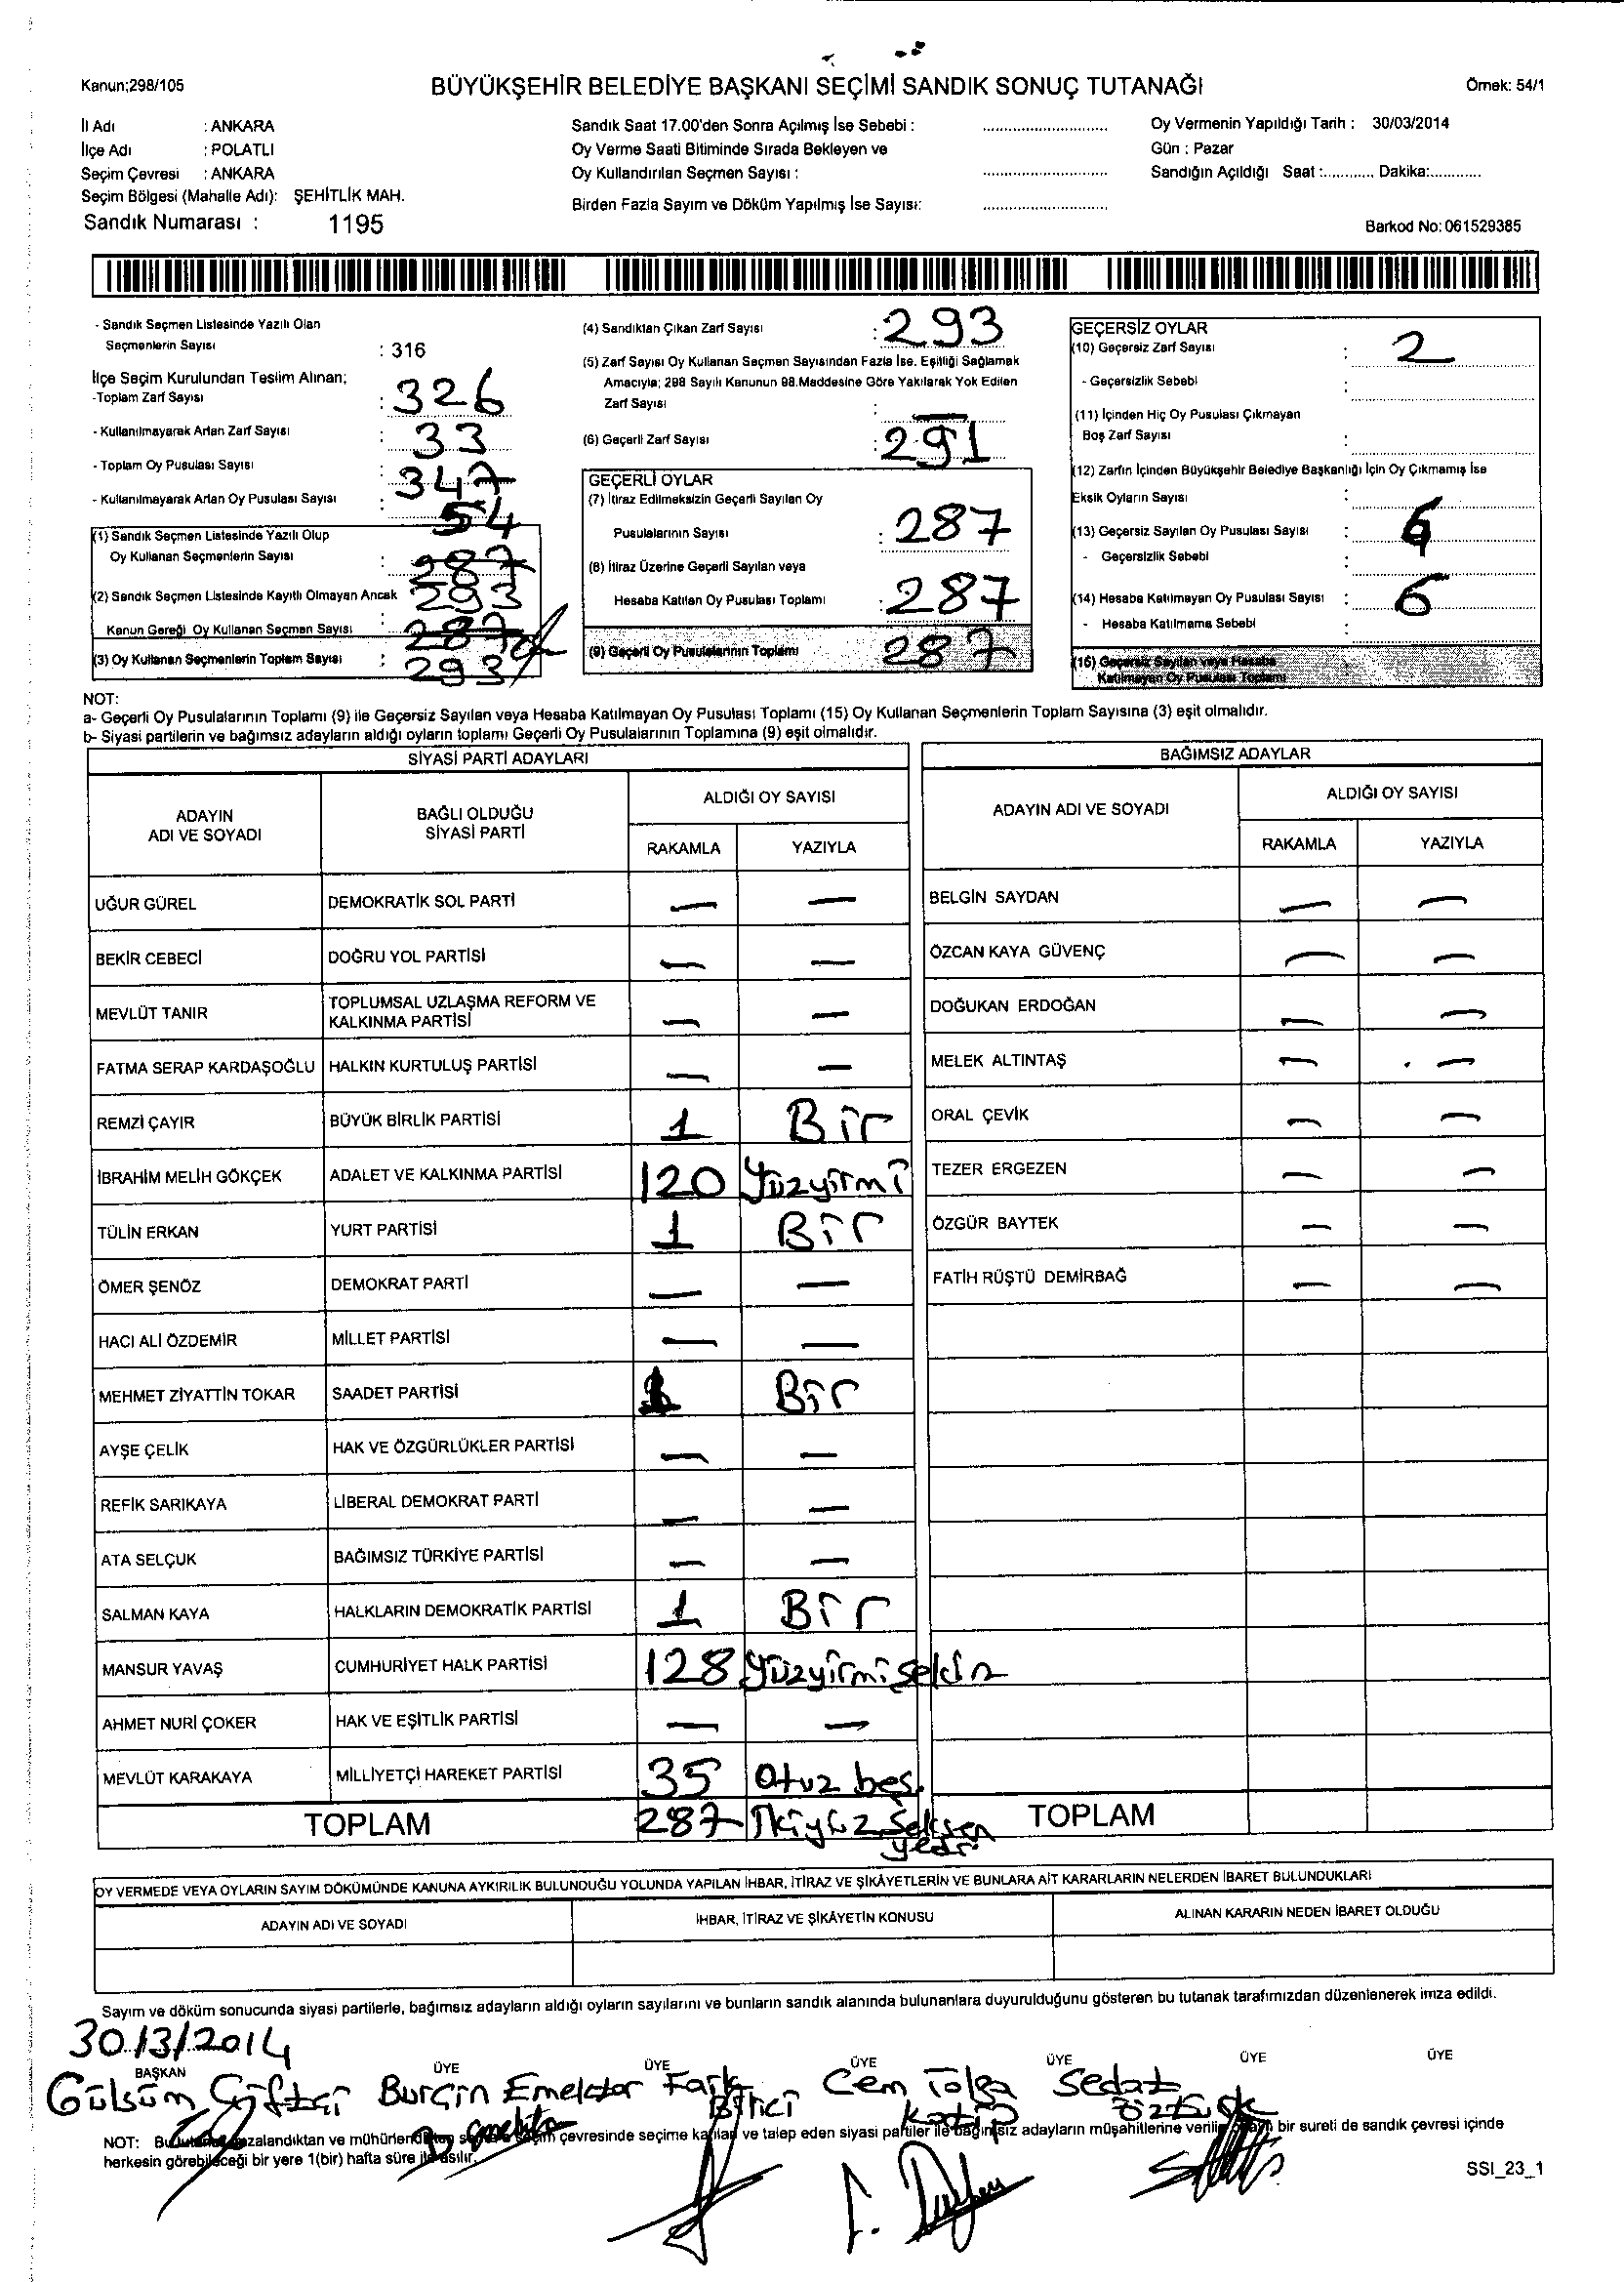 Kanun;298/105
BÜYÜKŞEHİR BELEDİYE BAŞKANI SEÇİMİ SANDIK SONUÇ TUTANAĞI
Örnek: 54/1
İl Adı : ANKARA
İlçe Adı : POLATLI
Seçim Çevresi : ANKARA
Seçim Bölgesi (Mahalle Adı): ŞEHİTLİK MAH.
Sandık Numarası : 1195
Sandık Saat 17.00'den Sonra Açılmış İse Sebebi :
Oy Verme Saati Bitiminde Sırada Bekleyen ve
Oy Kullandırılan Seçmen Sayısı :
Birden Fazla Sayım ve Döküm Yapılmış İse Sayısı:
Oy Vermenin Yapıldığı Tarih : 30/03/2014
Gün : Pazar
Sandığın Açıldığı Saat :............ Dakika:............
Barkod No: 061529385
- Sandık Seçmen Listesinde Yazılı Olan
Seçmenlerin Sayısı : 316
İlçe Seçim Kurulundan Teslim Alınan;
-Toplam Zarf Sayısı : 326
- Kullanılmayarak Artan Zarf Sayısı : 33
- Toplam Oy Pusulası Sayısı : 347
- Kullanılmayarak Artan Oy Pusulası Sayısı : 54
(1) Sandık Seçmen Listesinde Yazılı Olup
Oy Kullanan Seçmenlerin Sayısı : 287
293
(2) Sandık Seçmen Listesinde Kayıtlı Olmayan Ancak
Kanun Gereği Oy Kullanan Seçmen Sayısı : 287
(3) Oy Kullanan Seçmenlerin Toplam Sayısı : 293
(4) Sandıktan Çıkan Zarf Sayısı : 293
(5) Zarf Sayısı Oy Kullanan Seçmen Sayısından Fazla İse. Eşitliği Sağlamak
Amacıyla; 298 Sayılı Kanunun 98.Maddesine Göre Yakılarak Yok Edilen
Zarf Sayısı : —
(6) Geçerli Zarf Sayısı : 291
GEÇERLİ OYLAR
(7) İtiraz Edilmeksizin Geçerli Sayılan Oy
Pusulalarının Sayısı : 287
(8) İtiraz Üzerine Geçerli Sayılan veya
Hesaba Katılan Oy Pusulası Toplamı : 287
(9) Geçerli Oy Pusulalarının Toplamı 287
GEÇERSİZ OYLAR
(10) Geçersiz Zarf Sayısı : 2
- Geçersizlik Sebebi :
(11) İçinden Hiç Oy Pusulası Çıkmayan
Boş Zarf Sayısı :
(12) Zarfın İçinden Büyükşehir Belediye Başkanlığı İçin Oy Çıkmamış İse
Eksik Oyların Sayısı :
(13) Geçersiz Sayılan Oy Pusulası Sayısı :
- Geçersizlik Sebebi :
(14) Hesaba Katılmayan Oy Pusulası Sayısı : 6
- Hesaba Katılmama Sebebi :
(15) Geçersiz Sayılan veya Hesaba
Katılmayan Oy Pusulası Toplamı
NOT:
a- Geçerli Oy Pusulalarının Toplamı (9) ile Geçersiz Sayılan veya Hesaba Katılmayan Oy Pusulası Toplamı (15) Oy Kullanan Seçmenlerin Toplam Sayısına (3) eşit olmalıdır.
b- Siyasi partilerin ve bağımsız adayların aldığı oyların toplamı Geçerli Oy Pusulalarının Toplamına (9) eşit olmalıdır.
SİYASİ PARTİ ADAYLARI
ADAYIN
ADI VE SOYADI
BAĞLI OLDUĞU
SİYASİ PARTİ
ALDIĞI OY SAYISI
RAKAMLA YAZIYLA
UĞUR GÜREL DEMOKRATİK SOL PARTİ — —
BEKİR CEBECİ DOĞRU YOL PARTİSİ — —
MEVLÜT TANIR TOPLUMSAL UZLAŞMA REFORM VE
KALKINMA PARTİSİ — —
FATMA SERAP KARDAŞOĞLU HALKIN KURTULUŞ PARTİSİ — —
REMZİ ÇAYIR BÜYÜK BİRLİK PARTİSİ 1 Bir
İBRAHİM MELİH GÖKÇEK ADALET VE KALKINMA PARTİSİ 120 Yüzyirmi
TÜLİN ERKAN YURT PARTİSİ 1 Bir
ÖMER ŞENÖZ DEMOKRAT PARTİ — —
HACI ALİ ÖZDEMİR MİLLET PARTİSİ — —
MEHMET ZİYATTİN TOKAR SAADET PARTİSİ 1 Bir
AYŞE ÇELİK HAK VE ÖZGÜRLÜKLER PARTİSİ — —
REFİK SARIKAYA LİBERAL DEMOKRAT PARTİ — —
ATA SELÇUK BAĞIMSIZ TÜRKİYE PARTİSİ — —
SALMAN KAYA HALKLARIN DEMOKRATİK PARTİSİ 1 Bir
MANSUR YAVAŞ CUMHURİYET HALK PARTİSİ 128 Yüzyirmi sekiz
AHMET NURİ ÇOKER HAK VE EŞİTLİK PARTİSİ — —
MEVLÜT KARAKAYA MİLLİYETÇİ HAREKET PARTİSİ 35 Otuz beş.
TOPLAM 287 İkiyüz Seksen
yedi
BAĞIMSIZ ADAYLAR
ADAYIN ADI VE SOYADI
ALDIĞI OY SAYISI
RAKAMLA YAZIYLA
BELGİN SAYDAN — —
ÖZCAN KAYA GÜVENÇ — —
DOĞUKAN ERDOĞAN — —
MELEK ALTINTAŞ — —
ORAL ÇEVİK — —
TEZER ERGEZEN — —
ÖZGÜR BAYTEK — —
FATİH RÜŞTÜ DEMİRBAĞ — —
TOPLAM
OY VERMEDE VEYA OYLARIN SAYIM DÖKÜMÜNDE KANUNA AYKIRILIK BULUNDUĞU YOLUNDA YAPILAN İHBAR, İTİRAZ VE ŞİKÂYETLERİN VE BUNLARA AİT KARARLARIN NELERDEN İBARET BULUNDUKLARI
ADAYIN ADI VE SOYADI
İHBAR, İTİRAZ VE ŞİKÂYETİN KONUSU
ALINAN KARARIN NEDEN İBARET OLDUĞU
Sayım ve döküm sonucunda siyasi partilerle, bağımsız adayların aldığı oyların sayılarını ve bunların sandık alanında bulunanlara duyurulduğunu gösteren bu tutanak tarafımızdan düzenlenerek imza edildi.
30/3/2014
BAŞKAN ÜYE ÜYE ÜYE ÜYE ÜYE ÜYE
Gülsüm Çiftçi Burçin Emektar Faik Cem Tolga Sedat
Öztürk
NOT: Bu tutanak imzalandıktan ve mühürlendikten sonra seçim çevresinde seçime katılan ve talep eden siyasi partiler ile bağımsız adayların müşahitlerine verilir. bir sureti de sandık çevresi içinde
herkesin görebileceği bir yere 1(bir) hafta süre ile asılır.
SSI_23_1